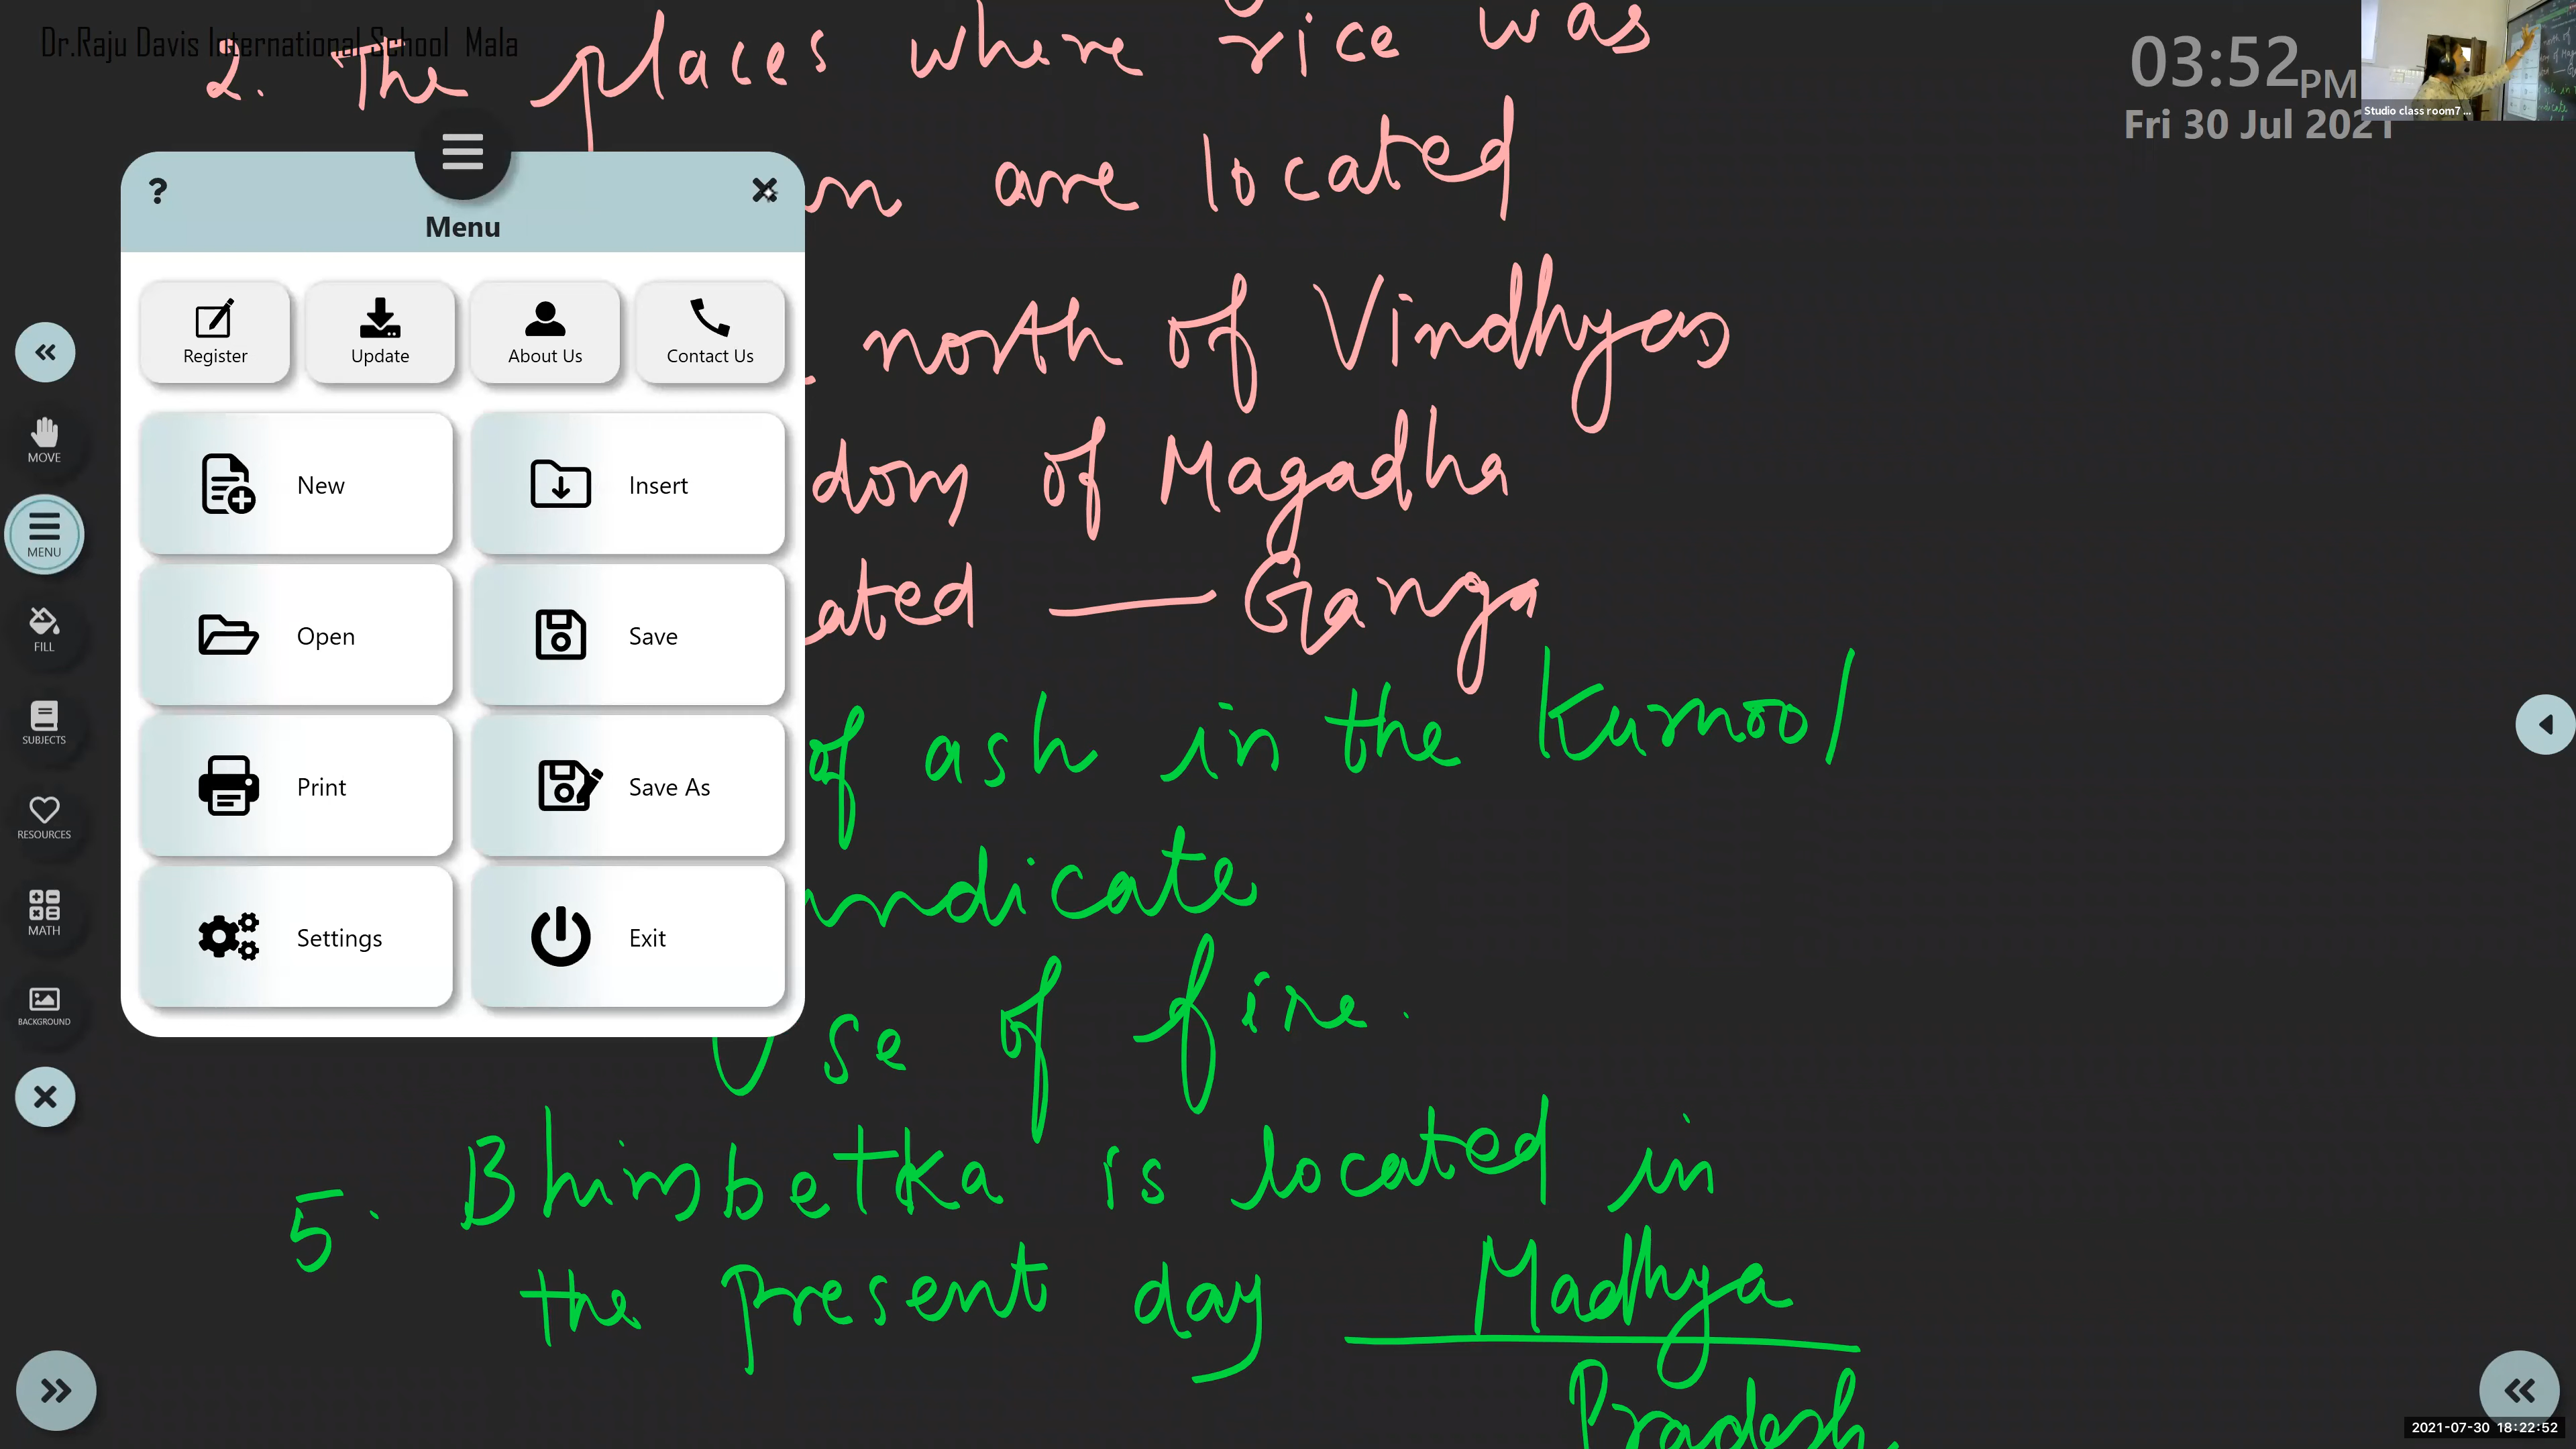 Dr.Raju Davis International School Mala
2. The places where rice was
are located
north of Vindhyas
dom of Magadha
ated — Ganga
of ash in the Kurnool
indicate
Use of fire.
5. Bhimbetka is located in
the present day Madhya
Pradesh
03:52 PM
Fri 30 Jul 2021
Studio class room7 ...
?
Menu
Register Update About Us Contact Us
New Insert
Open Save
Print Save As
Settings Exit
MOVE
MENU
FILL
SUBJECTS
RESOURCES
MATH
BACKGROUND
2021-07-30 18:22:52